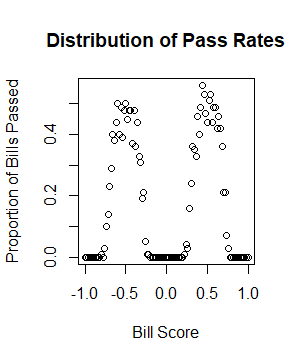 Distribution of Pass Rates
Proportion of Bills Passed
0.4
0.2
0.0
-1.0 -0.5 0.0 0.5 1.0
Bill Score